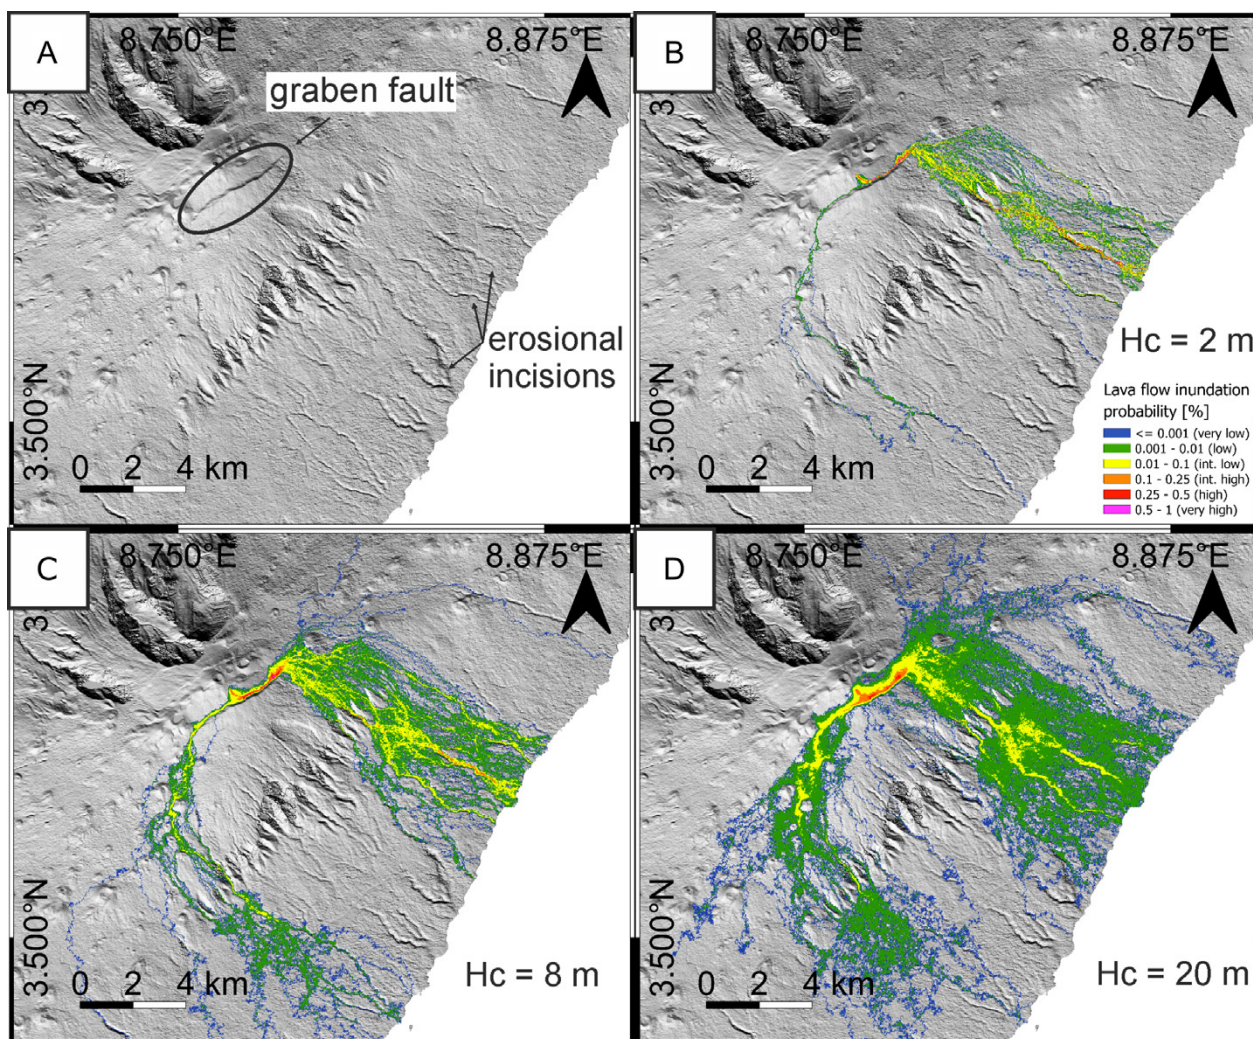 A
8.750°E
8.875°E
graben fault
3
erosional
incisions
3.500°N
0 2 4 km
B
8.750°E
8.875°E
3
Hc = 2 m
Lava flow inundation
probability [%]
<= 0.001 (very low)
0.001 - 0.01 (low)
0.01 - 0.1 (int. low)
0.1 - 0.25 (int. high)
0.25 - 0.5 (high)
0.5 - 1 (very high)
3.500°N
0 2 4 km
C
8.750°E
8.875°E
3
3.500°N
0 2 4 km
Hc = 8 m
D
8.750°E
8.875°E
3
3.500°N
0 2 4 km
Hc = 20 m